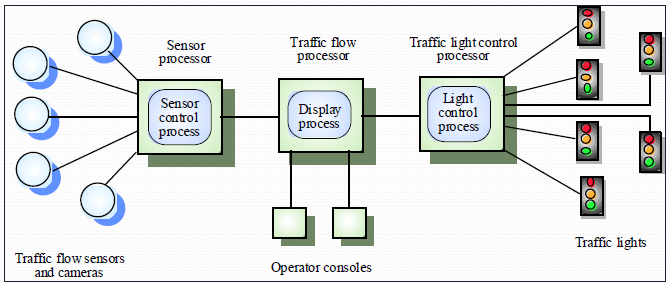 Sensor
processor
Traffic flow
processor
Traffic light control
processor
Sensor
control
process
Display
process
Light
control
process
Traffic flow sensors
and cameras
Operator consoles
Traffic lights